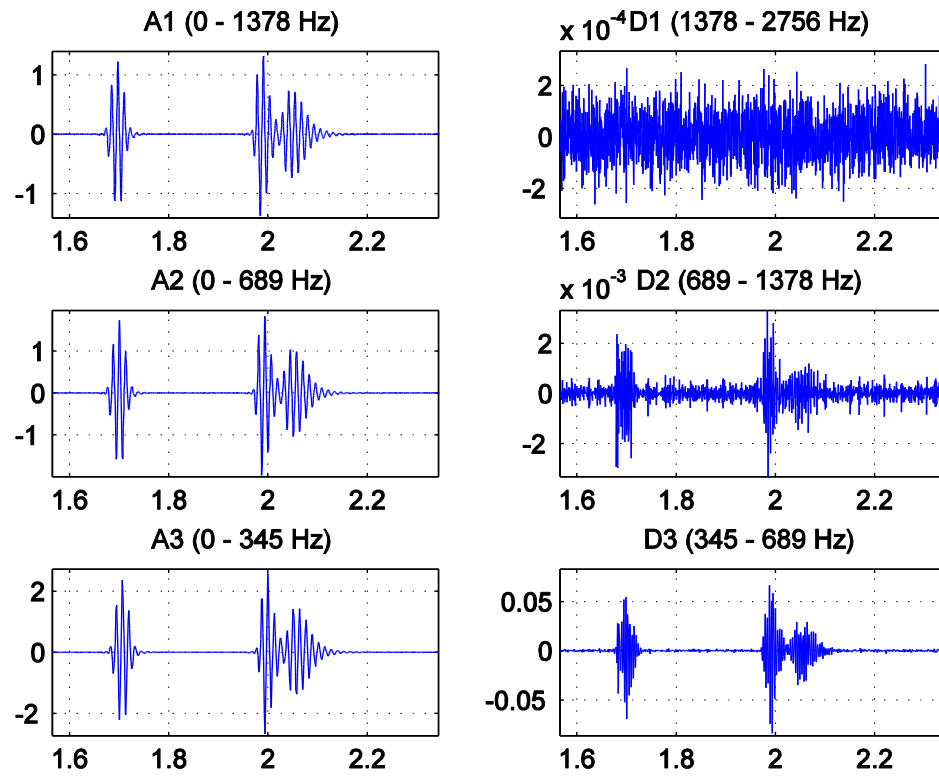 A1 (0 - 1378 Hz)
1
0
-1
1.6 1.8 2 2.2
x 10-4 D1 (1378 - 2756 Hz)
2
0
-2
1.6 1.8 2 2.2
A2 (0 - 689 Hz)
1
0
-1
1.6 1.8 2 2.2
x 10-3 D2 (689 - 1378 Hz)
2
0
-2
1.6 1.8 2 2.2
A3 (0 - 345 Hz)
2
0
-2
1.6 1.8 2 2.2
D3 (345 - 689 Hz)
0.05
0
-0.05
1.6 1.8 2 2.2